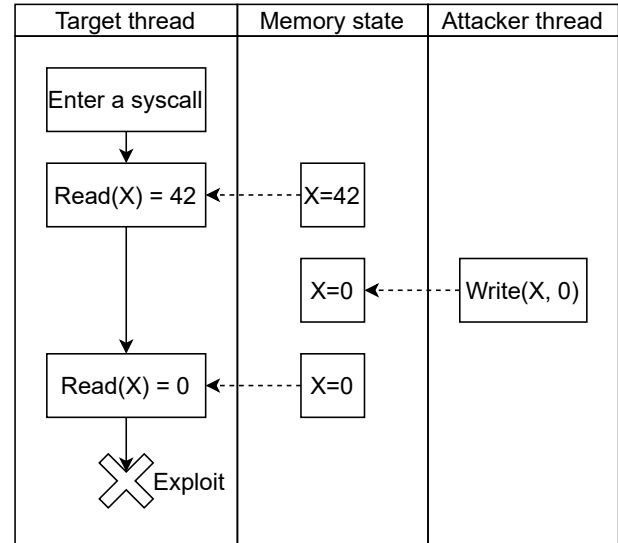 Target thread
Memory state
Attacker thread
Enter a syscall
Read(X) = 42
X=42
X=0
Write(X, 0)
Read(X) = 0
X=0
Exploit